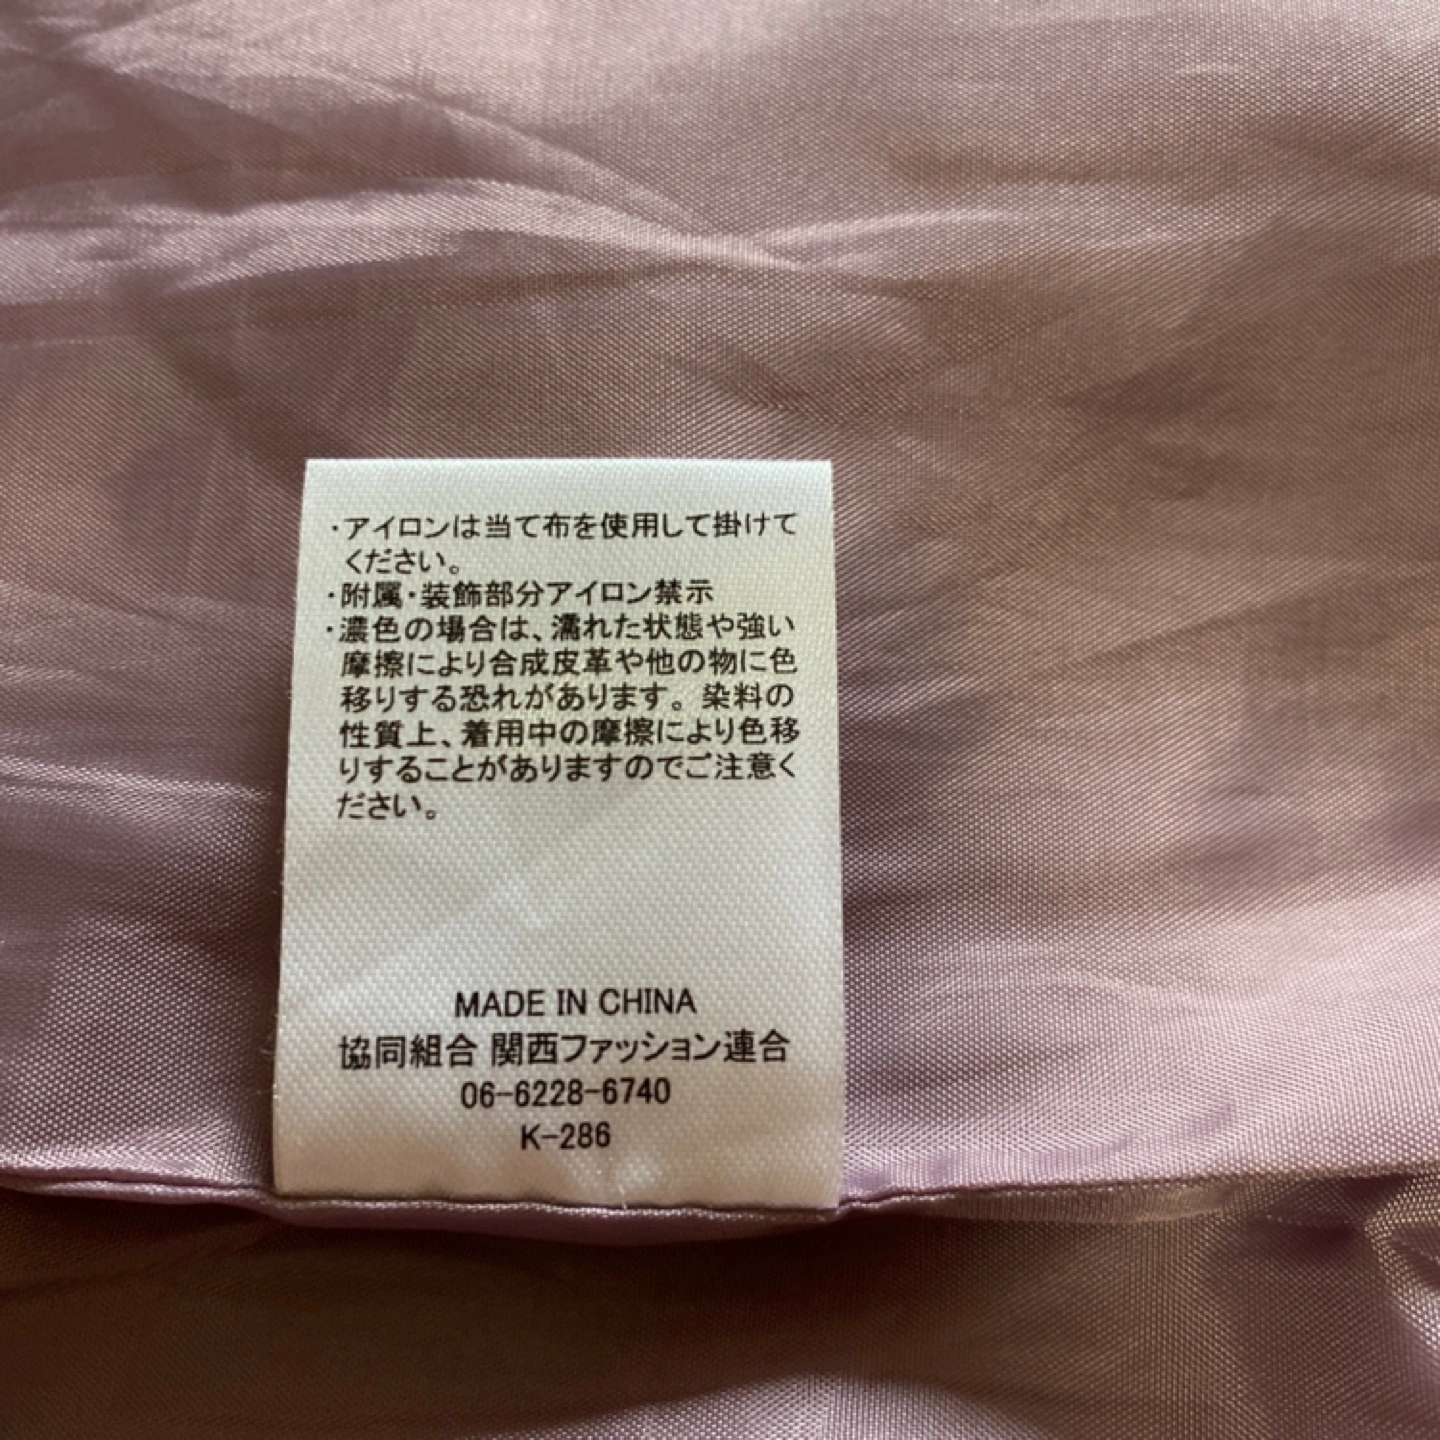 ・アイロンは当て布を使用して掛けて
ください。
・附属・装飾部分アイロン禁示
・濃色の場合は、濡れた状態や強い
摩擦により合成皮革や他の物に色
移りする恐れがあります。染料の
性質上、着用中の摩擦により色移
りすることがありますのでご注意く
ださい。
MADE IN CHINA
協同組合 関西ファッション連合
06-6228-6740
K-286